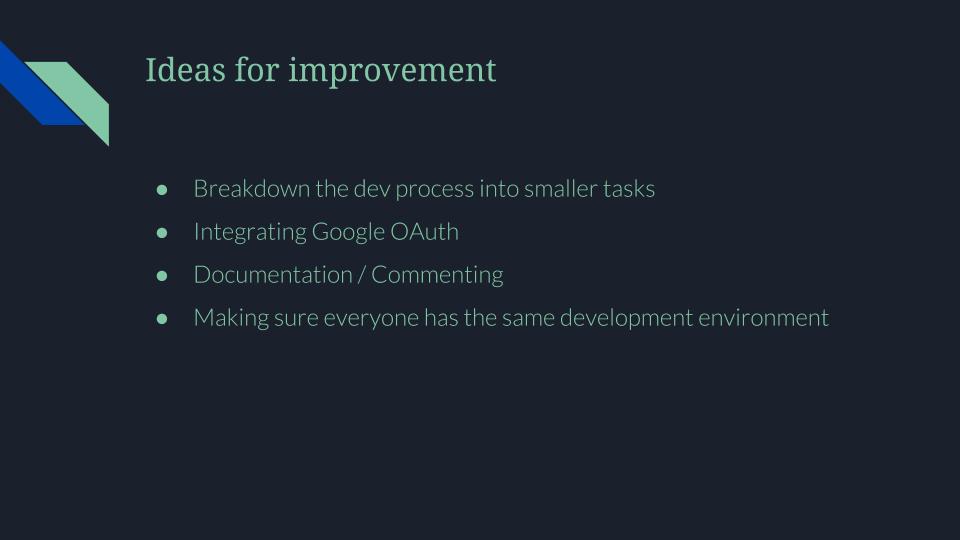 Ideas for improvement
● Breakdown the dev process into smaller tasks
● Integrating Google OAuth
● Documentation / Commenting
● Making sure everyone has the same development environment